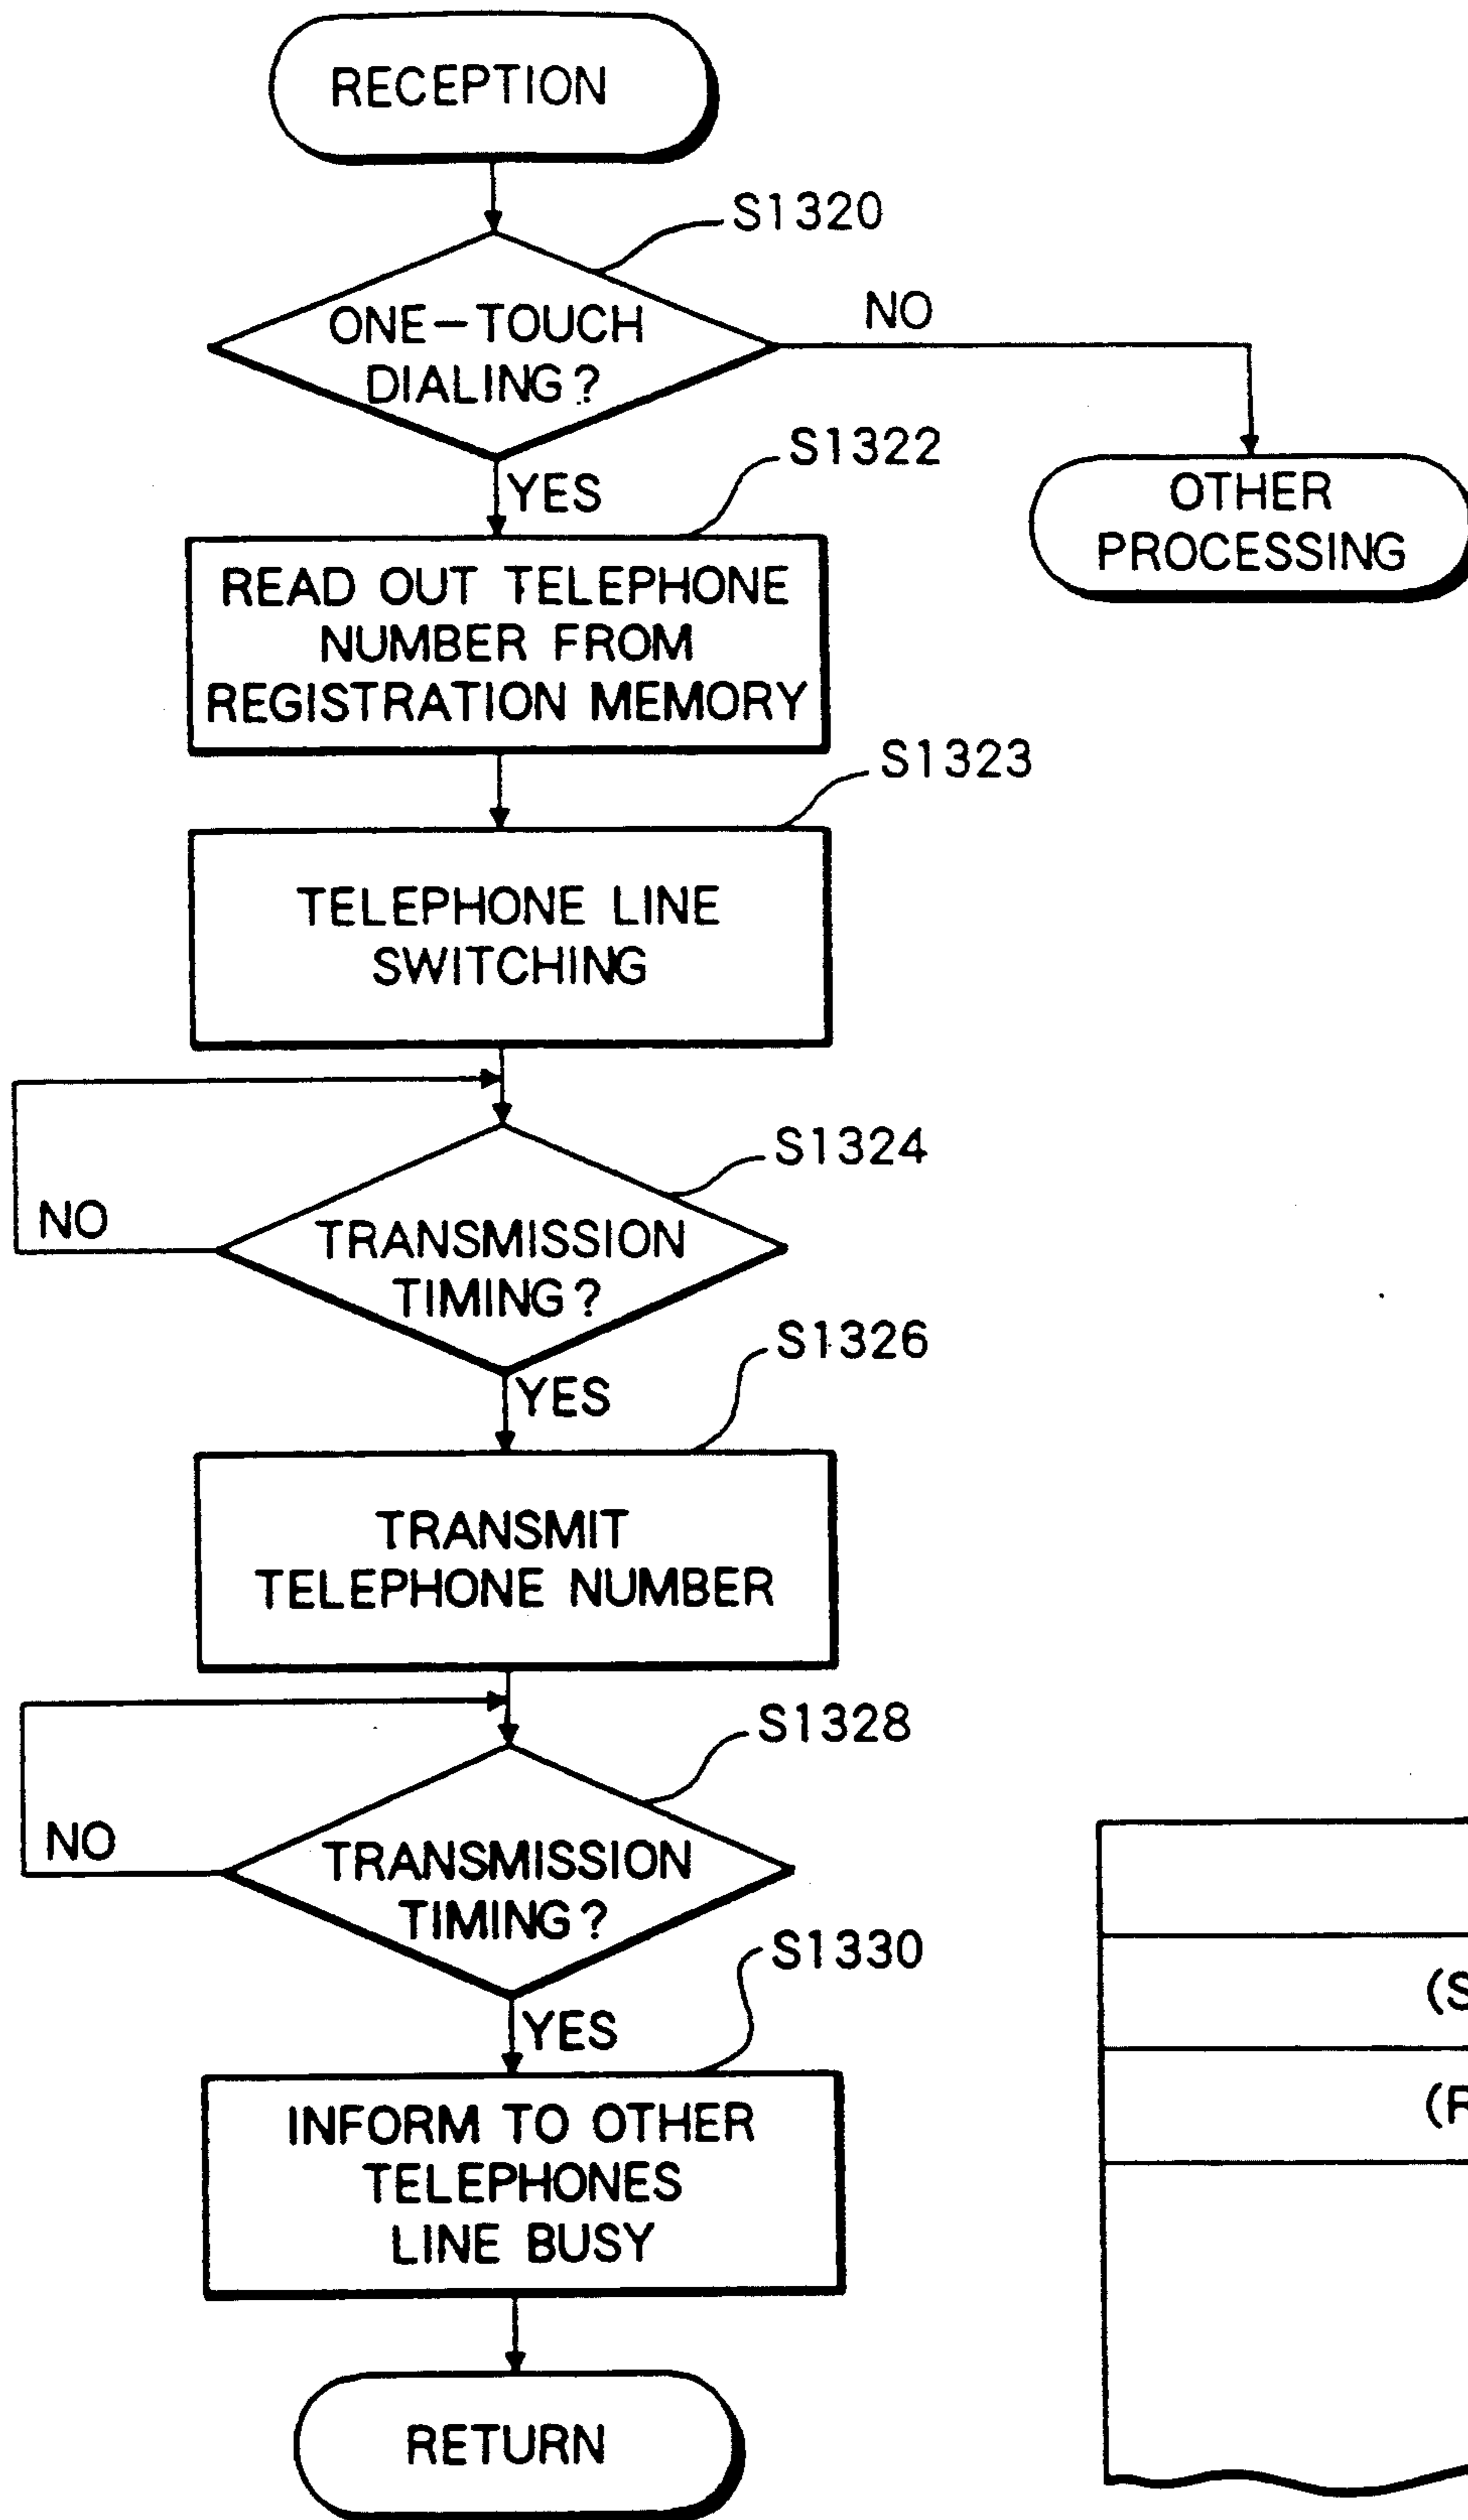 RECEPTION
S1320
ONE-TOUCH
DIALING?
NO
OTHER
PROCESSING
S1322
YES
READ OUT TELEPHONE
NUMBER FROM
REGISTRATION MEMORY
S1323
TELEPHONE LINE
SWITCHING
S1324
NO
TRANSMISSION
TIMING?
S1326
YES
TRANSMIT
TELEPHONE NUMBER
S1328
NO
TRANSMISSION
TIMING?
S1330
YES
INFORM TO OTHER
TELEPHONES
LINE BUSY
RETURN